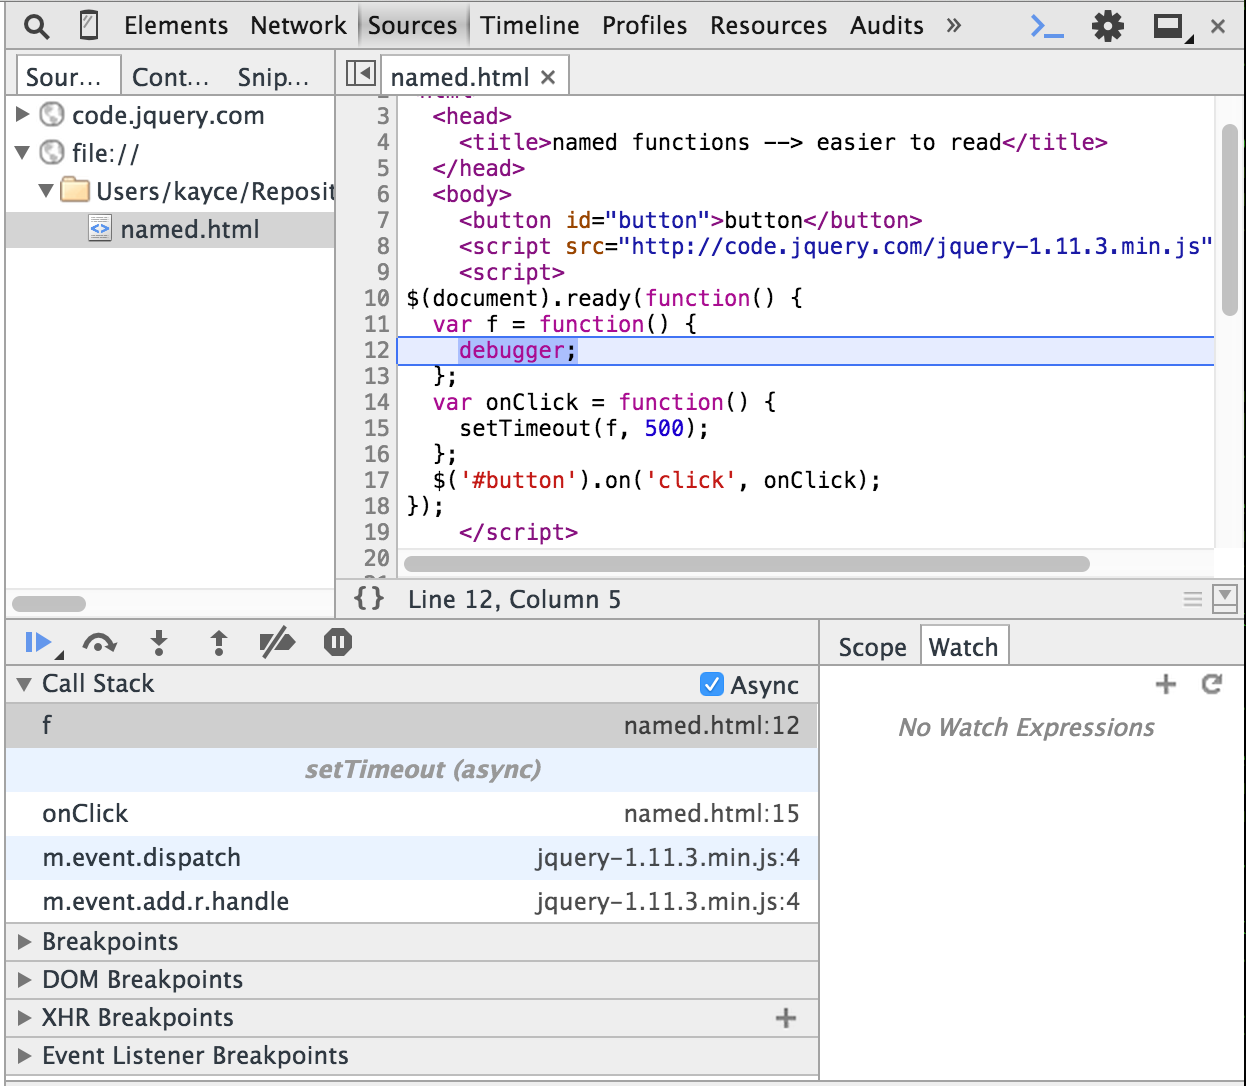 Elements Network Sources Timeline Profiles Resources Audits »
Sour... Cont... Snip... named.html ×
code.jquery.com
file://
Users/kayce/Reposit
named.html
3 <head>
4 <title>named functions --> easier to read</title>
5 </head>
6 <body>
7 <button id="button">button</button>
8 <script src="http://code.jquery.com/jquery-1.11.3.min.js"
9 <script>
10 $(document).ready(function() {
11 var f = function() {
12 debugger;
13 };
14 var onClick = function() {
15 setTimeout(f, 500);
16 };
17 $('#button').on('click', onClick);
18 });
19 </script>
20
{} Line 12, Column 5
Scope Watch
Call Stack Async
f named.html:12
setTimeout (async)
onClick named.html:15
m.event.dispatch jquery-1.11.3.min.js:4
m.event.add.r.handle jquery-1.11.3.min.js:4
Breakpoints
DOM Breakpoints
XHR Breakpoints
Event Listener Breakpoints
No Watch Expressions